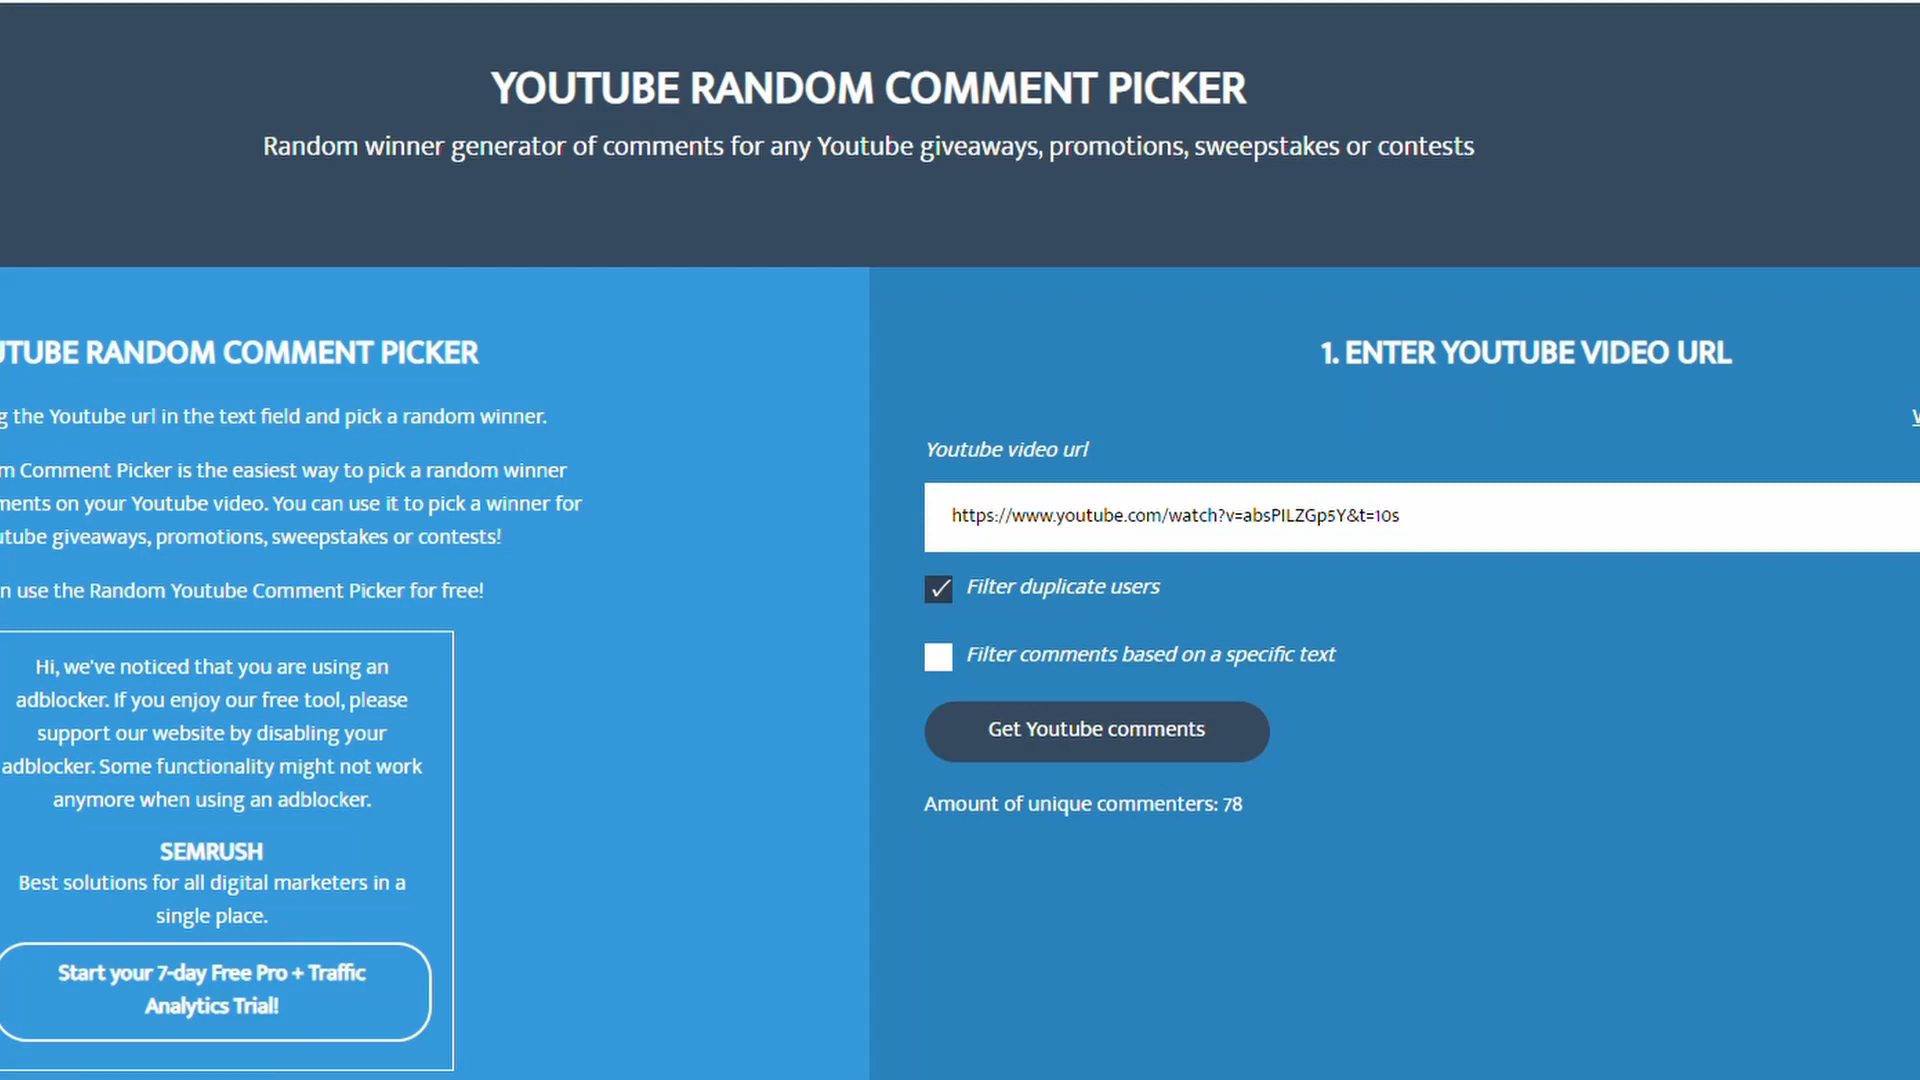 YOUTUBE RANDOM COMMENT PICKER
Random winner generator of comments for any Youtube giveaways, promotions, sweepstakes or contests
UTUBE RANDOM COMMENT PICKER
g the Youtube url in the text field and pick a random winner.
m Comment Picker is the easiest way to pick a random winner
ments on your Youtube video. You can use it to pick a winner for
utube giveaways, promotions, sweepstakes or contests!
n use the Random Youtube Comment Picker for free!
Hi, we've noticed that you are using an
adblocker. If you enjoy our free tool, please
support our website by disabling your
adblocker. Some functionality might not work
anymore when using an adblocker.
SEMRUSH
Best solutions for all digital marketers in a
single place.
Start your 7-day Free Pro + Traffic
Analytics Trial!
1. ENTER YOUTUBE VIDEO URL
Youtube video url
https://www.youtube.com/watch?v=absPILZGp5Y&t=10s
Filter duplicate users
Filter comments based on a specific text
Get Youtube comments
Amount of unique commenters: 78